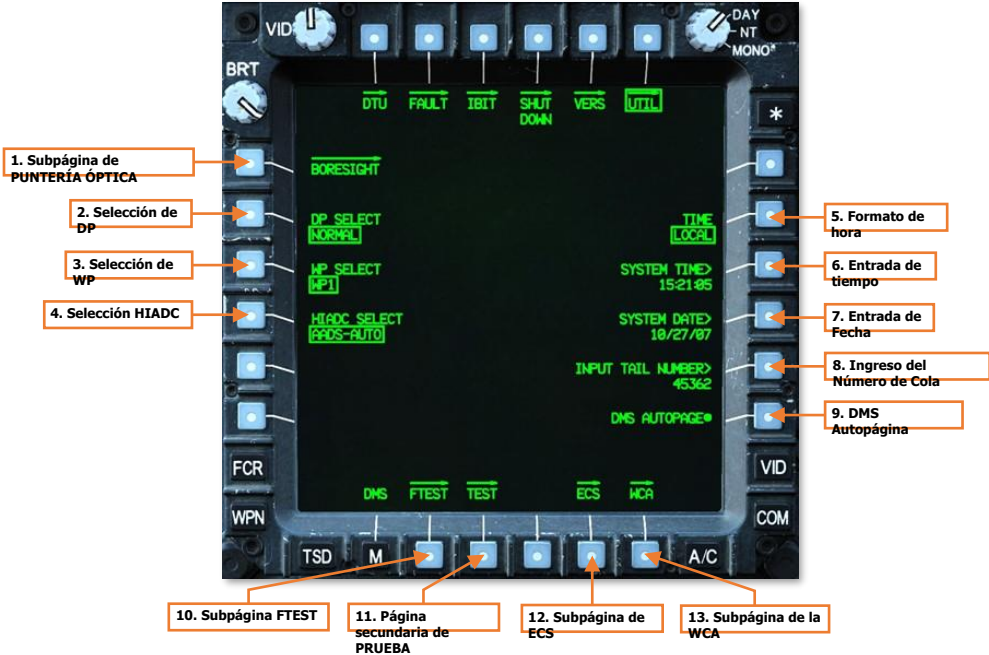 VID
DAY
NT
MONO*
BRT
DTU
FAULT
IBIT
SHUT
DOWN
VERS
UTIL
*
1. Subpágina de
PUNTERÍA ÓPTICA
BORESIGHT
2. Selección de
DP
DP SELECT
NORMAL
TIME
LOCAL
5. Formato de
hora
3. Selección de
WP
WP SELECT
WP1
SYSTEM TIME>
15:21:05
6. Entrada de
tiempo
4. Selección HIADC
HIADC SELECT
AADS-AUTO
SYSTEM DATE>
10/27/07
7. Entrada de
Fecha
INPUT TAIL NUMBER>
45362
8. Ingreso del
Número de Cola
DMS AUTOPAGE
9. DMS
Autopágina
FCR
VID
DMS
FTEST
TEST
ECS
WCA
WPN
COM
TSD
M
A/C
10. Subpágina FTEST
11. Página
secundaria de
PRUEBA
12. Subpágina de
ECS
13. Subpágina de la
WCA